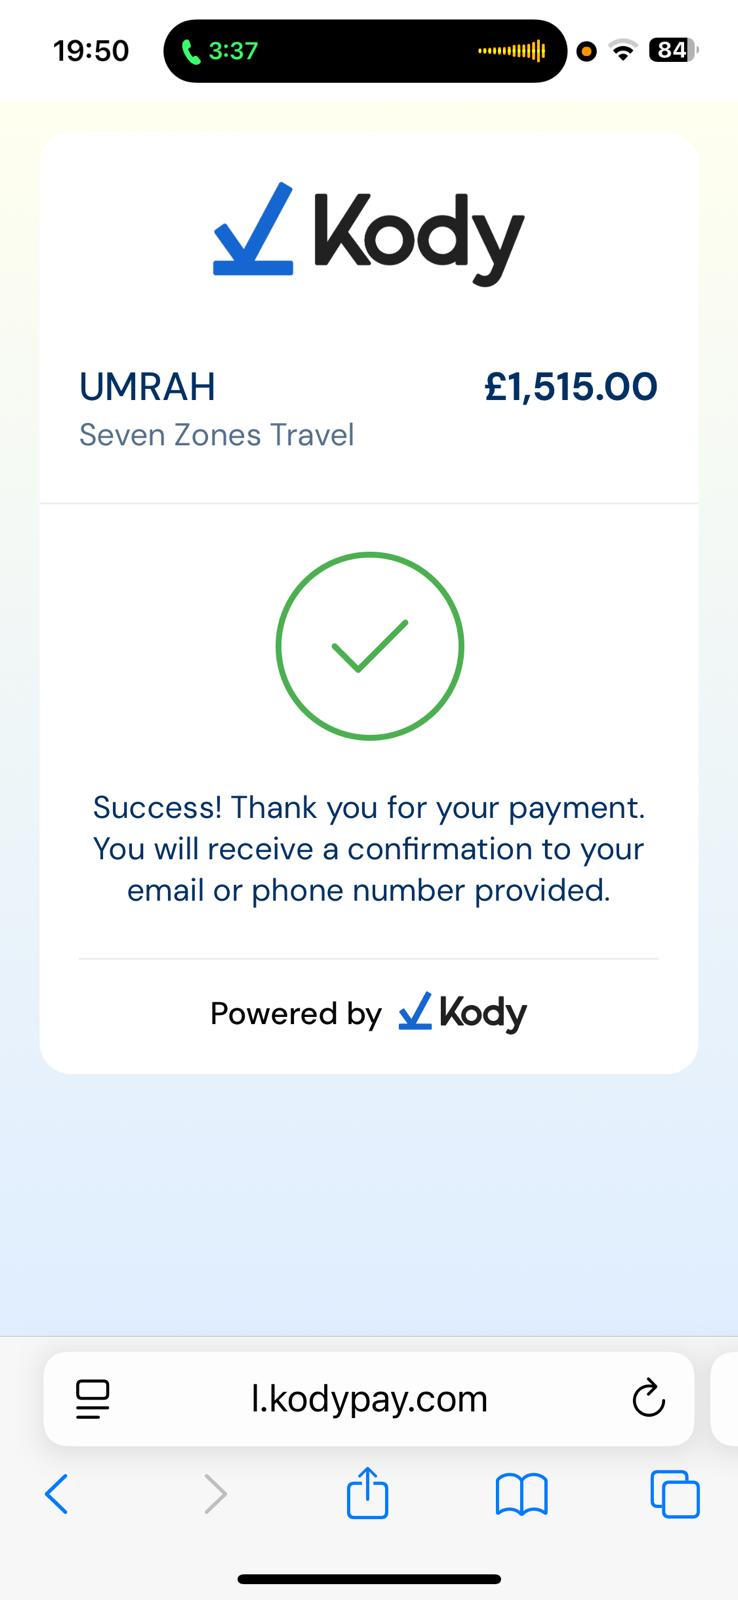 19:50
3:37
84
Kody
UMRAH £1,515.00
Seven Zones Travel
Success! Thank you for your payment.
You will receive a confirmation to your
email or phone number provided.
Powered by Kody
l.kodypay.com